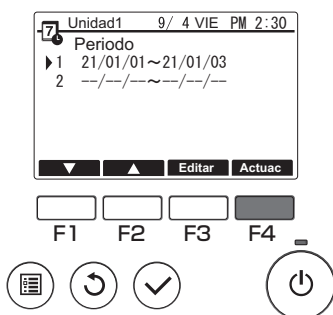 7 Unidad1 9/ 4 VIE PM 2:30
Periodo
1 21/01/01~21/01/03
2 --/--/--~--/--/--
Editar Actuac
F1 F2 F3 F4